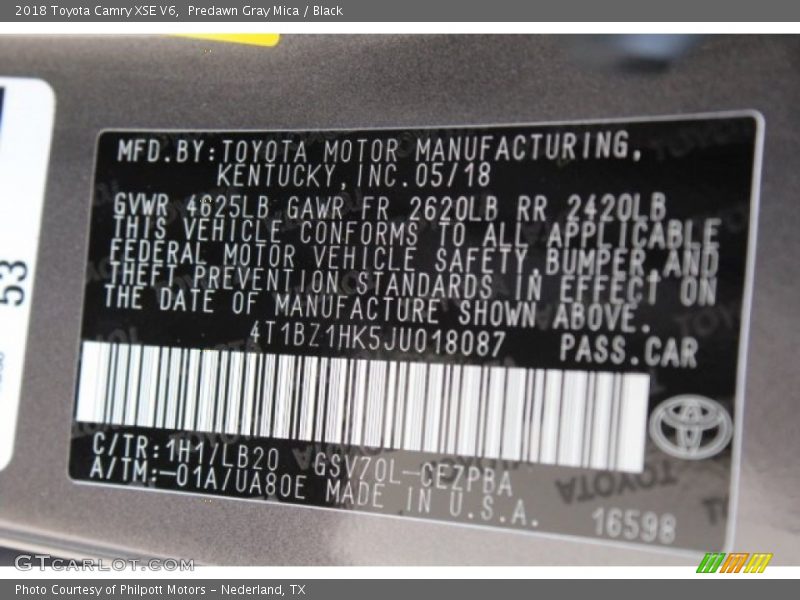 2018 Toyota Camry XSE V6, Predawn Gray Mica / Black
MFD.BY:TOYOTA MOTOR MANUFACTURING,
KENTUCKY,INC.05/18
GVWR 4625LB GAWR FR 2620LB RR 2420LB
THIS VEHICLE CONFORMS TO ALL APPLICABLE
FEDERAL MOTOR VEHICLE SAFETY,BUMPER,AND
THEFT PREVENTION STANDARDS IN EFFECT ON
THE DATE OF MANUFACTURE SHOWN ABOVE.
4T1BZ1HK5JU018087 PASS.CAR
C/TR:1H1/LB20 GSV70L-CEZPBA
A/TM:-01A/UA80E MADE IN U.S.A.
16598
53
TOYOTA
GTCARLOT.COM
Photo Courtesy of Philpott Motors - Nederland, TX